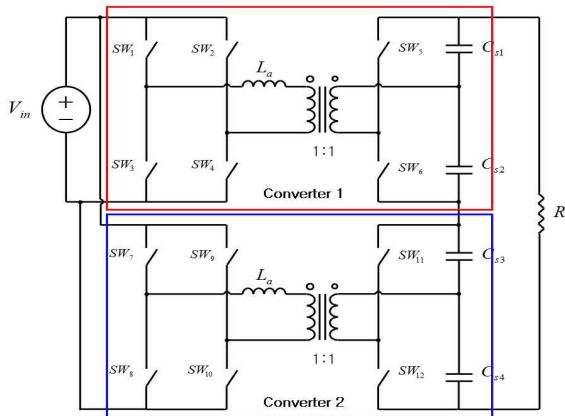 SW1
SW2
SW5
Cs1
La
Vin
1:1
SW3
SW4
SW6
Cs2
Converter 1
R
SW7
SW9
SW11
Cs3
La
1:1
SW8
SW10
SW12
Cs4
Converter 2